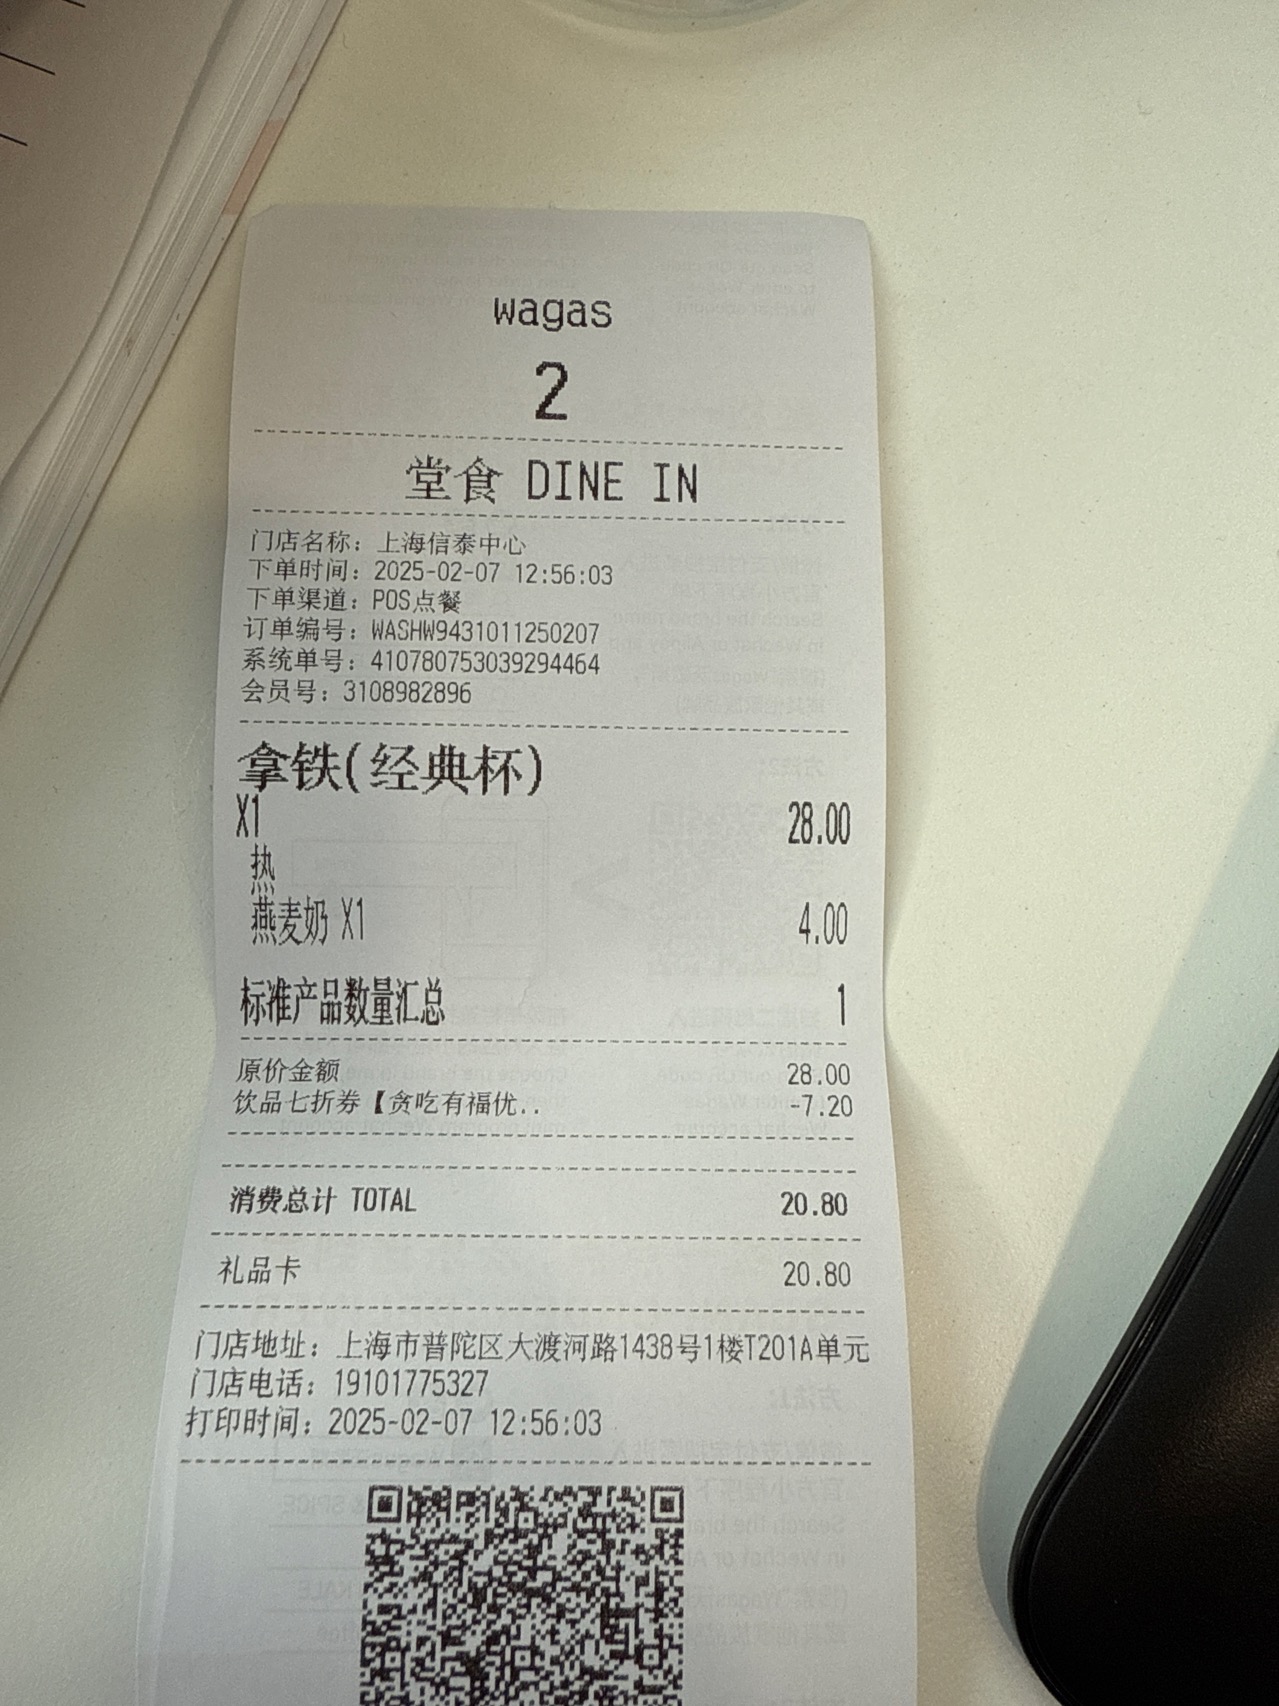 wagas
2
堂食 DINE IN
门店名称：上海信泰中心
下单时间：2025-02-07 12:56:03
下单渠道：POS点餐
订单编号：WASHW9431011250207
系统单号：410780753039294464
会员号：3108982896
拿铁(经典杯)
X1 28.00
热
燕麦奶 X1 4.00
标准产品数量汇总 1
原价金额 28.00
饮品七折券【贪吃有福优.. -7.20
消费总计 TOTAL 20.80
礼品卡 20.80
门店地址：上海市普陀区大渡河路1438号1楼T201A单元
门店电话：19101775327
打印时间：2025-02-07 12:56:03